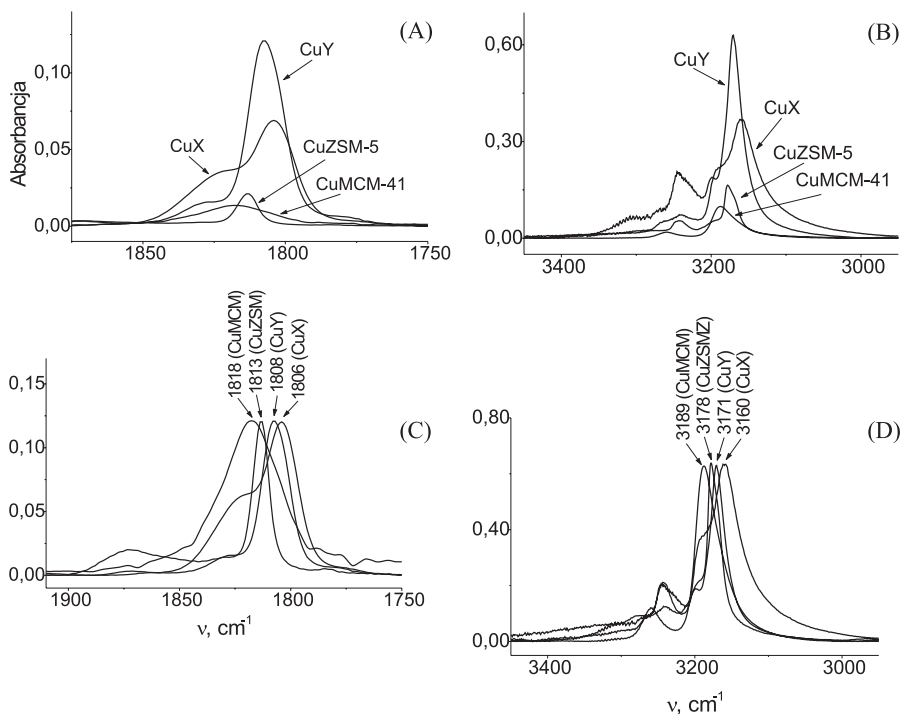 (A)
CuY
CuX
CuZSM-5
CuMCM-41
Absorbancja
0,15
0,10
0,05
0,00
1850
1800
1750
(B)
CuY
CuX
CuZSM-5
CuMCM-41
0,60
0,30
0,00
3400
3200
3000
(C)
1818 (CuMCM)
1813 (CuZSM)
1808 (CuY)
1806 (CuX)
0,15
0,10
0,05
0,00
1900
1850
1800
1750
ν, cm-1
(D)
3189 (CuMCM)
3178 (CuZSMZ)
3171 (CuY)
3160 (CuX)
0,80
0,40
0,00
3400
3200
3000
ν, cm-1